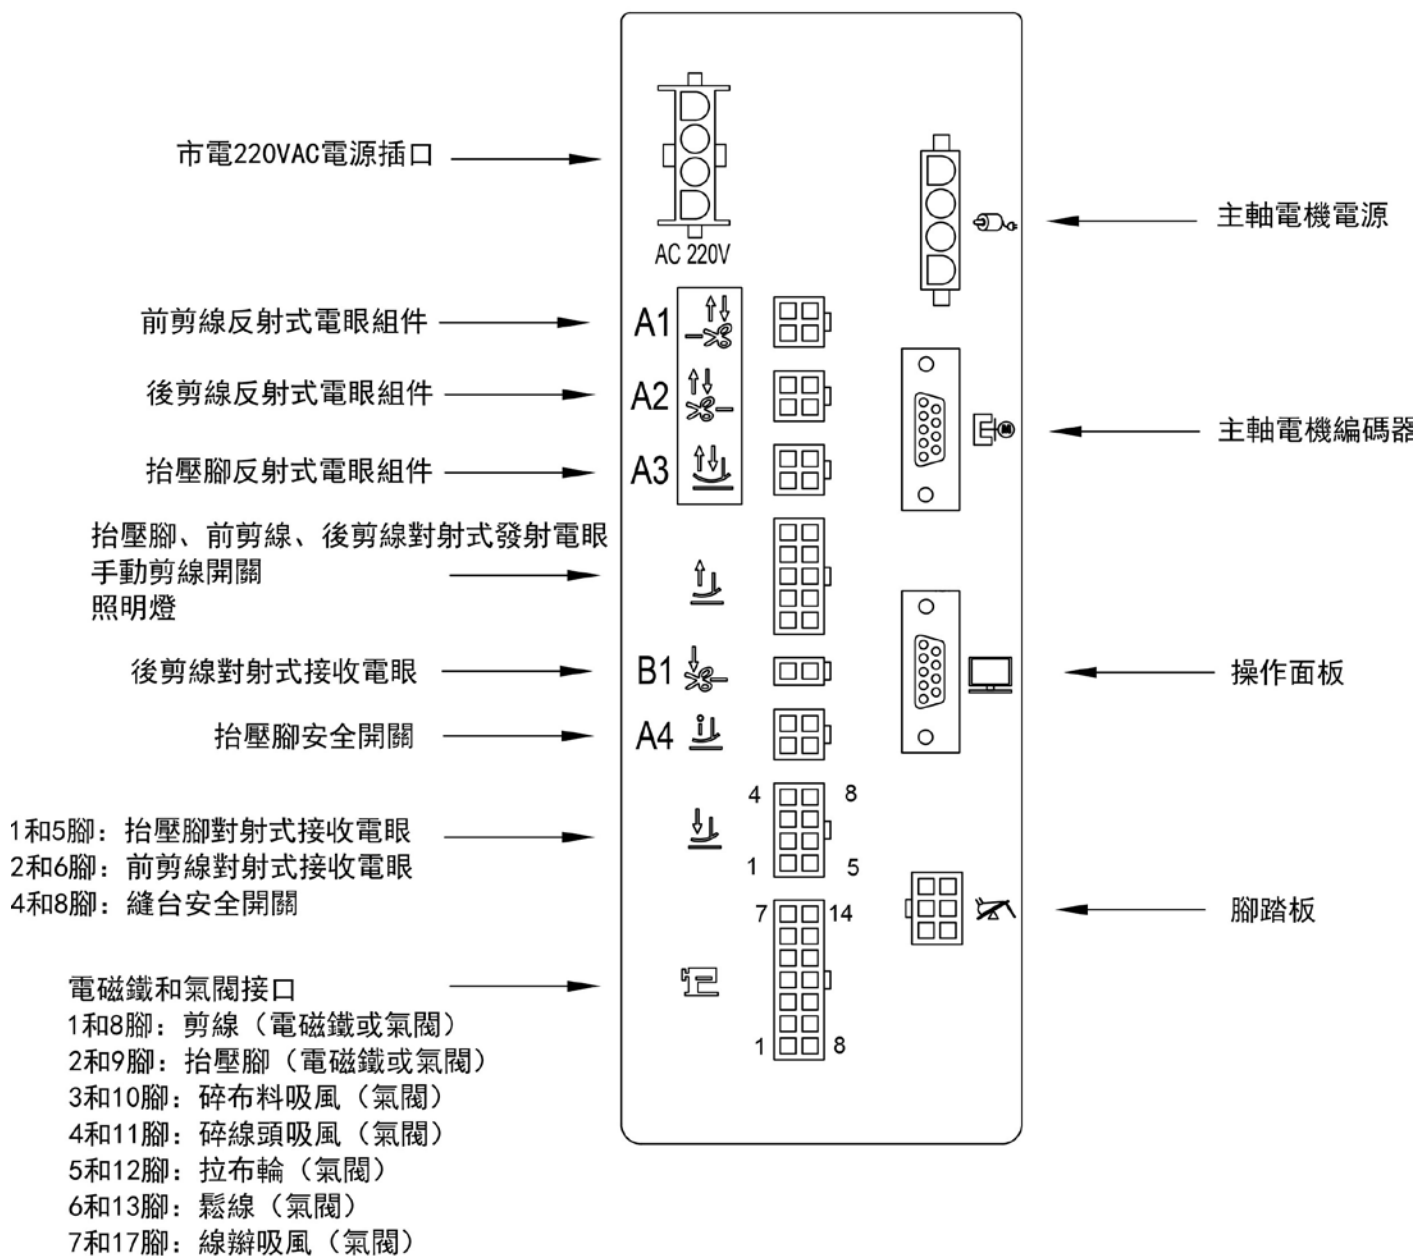 市電220VAC電源插口
AC 220V
主軸電機電源
前剪線反射式電眼組件
A1
後剪線反射式電眼組件
A2
主軸電機編碼器
抬壓腳反射式電眼組件
A3
抬壓腳、前剪線、後剪線對射式發射電眼
手動剪線開關
照明燈
後剪線對射式接收電眼
B1
操作面板
抬壓腳安全開關
A4
4 8
1 5
1和5腳：抬壓腳對射式接收電眼
2和6腳：前剪線對射式接收電眼
4和8腳：縫台安全開關
腳踏板
7 14
1 8
電磁鐵和氣閥接口
1和8腳：剪線（電磁鐵或氣閥）
2和9腳：抬壓腳（電磁鐵或氣閥）
3和10腳：碎布料吸風（氣閥）
4和11腳：碎線頭吸風（氣閥）
5和12腳：拉布輪（氣閥）
6和13腳：鬆線（氣閥）
7和17腳：線辮吸風（氣閥）